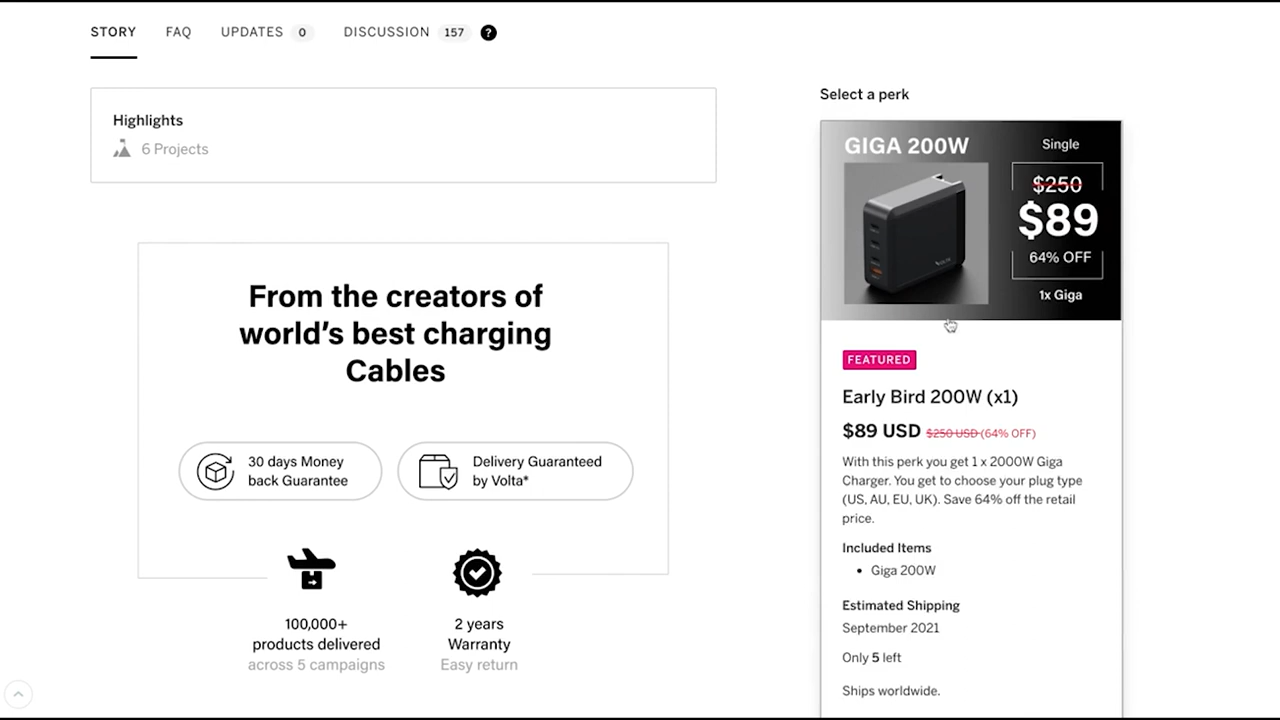 STORY FAQ UPDATES 0 DISCUSSION 157 ?
Highlights
6 Projects
From the creators of
world's best charging
Cables
30 days Money
back Guarantee
Delivery Guaranteed
by Volta*
100,000+
products delivered
across 5 campaigns
2 years
Warranty
Easy return
Select a perk
GIGA 200W
Single
$250
$89
64% OFF
1x Giga
VOLTA
FEATURED
Early Bird 200W (x1)
$89 USD $250 USD (64% OFF)
With this perk you get 1 x 2000W Giga
Charger. You get to choose your plug type
(US, AU, EU, UK). Save 64% off the retail
price.
Included Items
• Giga 200W
Estimated Shipping
September 2021
Only 5 left
Ships worldwide.